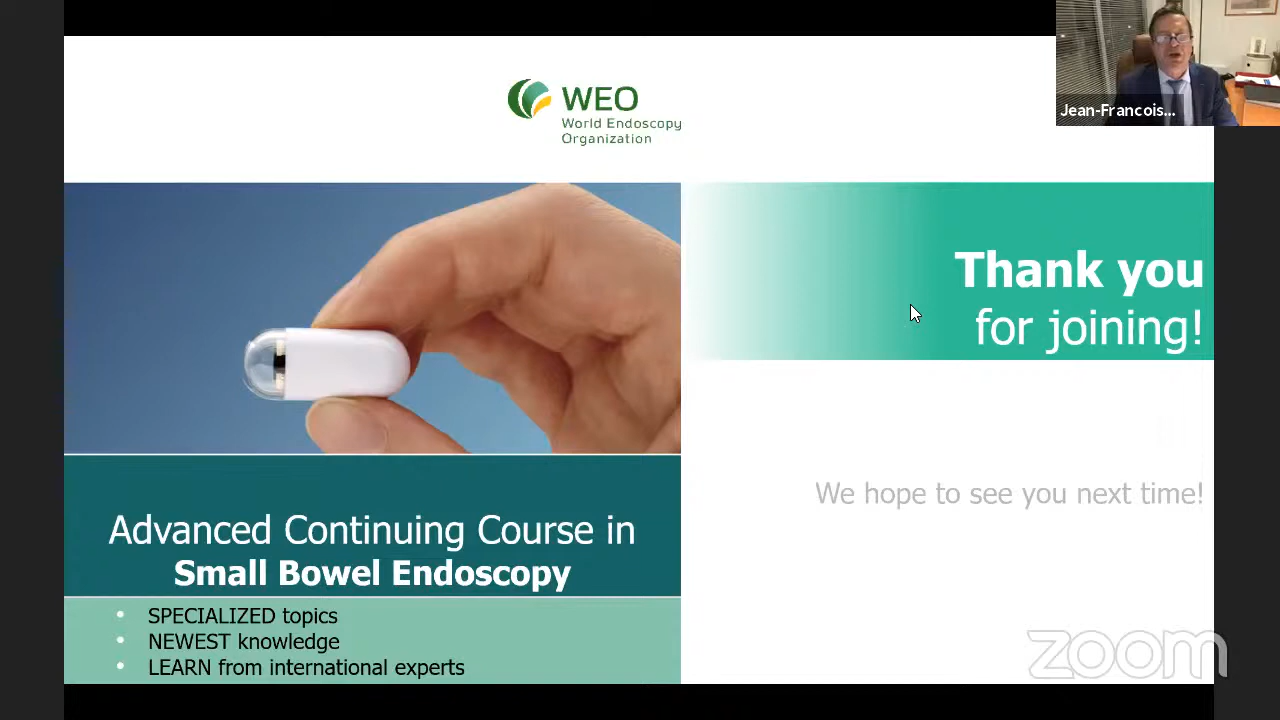 WEO
World Endoscopy
Organization
Jean-Francois...
Thank you
for joining!
We hope to see you next time!
Advanced Continuing Course in
Small Bowel Endoscopy
• SPECIALIZED topics
• NEWEST knowledge
• LEARN from international experts
zoom